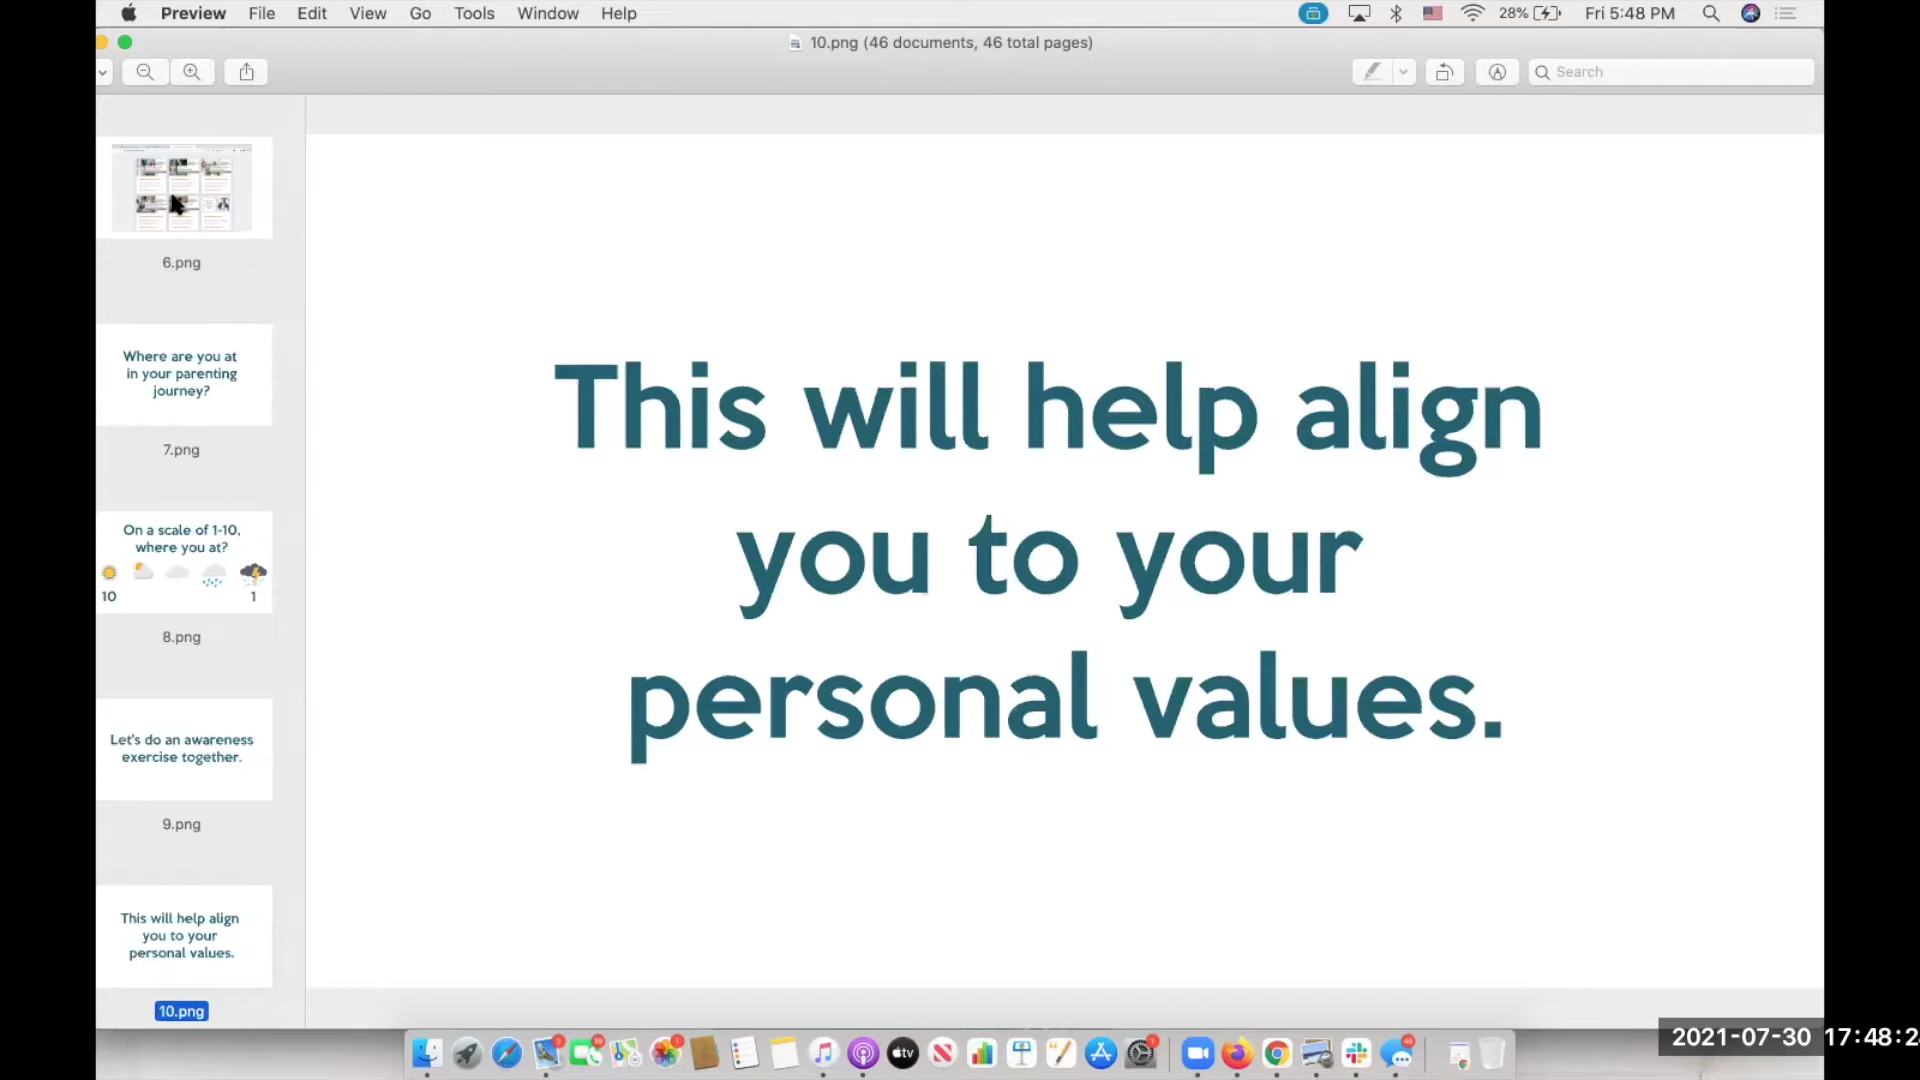 Preview File Edit View Go Tools Window Help 28% Fri 5:48 PM
10.png (46 documents, 46 total pages)
Search
6.png
Where are you at
in your parenting
journey?
7.png
On a scale of 1-10,
where you at?
10 1
8.png
Let's do an awareness
exercise together.
9.png
This will help align
you to your
personal values.
10.png
This will help align
you to your
personal values.
tv
2021-07-30 17:48:2